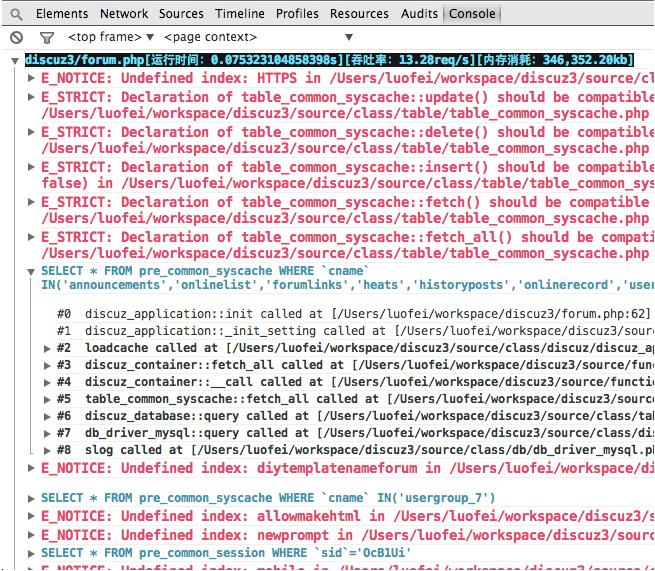 Elements Network Sources Timeline Profiles Resources Audits Console
<top frame> ▼ <page context> ▼
discuz3/forum.php[运行时间: 0.075323104858398s][吞吐率: 13.28req/s][内存消耗: 346,352.20kb]
E_NOTICE: Undefined index: HTTPS in /Users/luofei/workspace/discuz3/source/cl
E_STRICT: Declaration of table_common_syscache::update() should be compatible
/Users/luofei/workspace/discuz3/source/class/table/table_common_syscache.php
E_STRICT: Declaration of table_common_syscache::delete() should be compatible
/Users/luofei/workspace/discuz3/source/class/table/table_common_syscache.php
E_STRICT: Declaration of table_common_syscache::insert() should be compatible
false) in /Users/luofei/workspace/discuz3/source/class/table/table_common_sys
E_STRICT: Declaration of table_common_syscache::fetch() should be compatible
/Users/luofei/workspace/discuz3/source/class/table/table_common_syscache.php
E_STRICT: Declaration of table_common_syscache::fetch_all() should be compati
/Users/luofei/workspace/discuz3/source/class/table/table_common_syscache.php
SELECT * FROM pre_common_syscache WHERE `cname`
IN('announcements','onlinelist','forumlinks','heats','historyposts','onlinerecord','user
#0 discuz_application::init called at [/Users/luofei/workspace/discuz3/forum.php:62]
#1 discuz_application::_init_setting called at [/Users/luofei/workspace/discuz3/sour
#2 loadcache called at [/Users/luofei/workspace/discuz3/source/class/discuz/discuz_ap
#3 discuz_container::fetch_all called at [/Users/luofei/workspace/discuz3/source/func
#4 discuz_container::__call called at [/Users/luofei/workspace/discuz3/source/functio
#5 table_common_syscache::fetch_all called at [/Users/luofei/workspace/discuz3/sourc
#6 discuz_database::query called at [/Users/luofei/workspace/discuz3/source/class/tab
#7 db_driver_mysql::query called at [/Users/luofei/workspace/discuz3/source/class/dis
#8 slog called at [/Users/luofei/workspace/discuz3/source/class/db/db_driver_mysql.ph
E_NOTICE: Undefined index: diytemplatenameforum in /Users/luofei/workspace/di
SELECT * FROM pre_common_syscache WHERE `cname` IN('usergroup_7')
E_NOTICE: Undefined index: allowmakehtml in /Users/luofei/workspace/discuz3/s
E_NOTICE: Undefined index: newprompt in /Users/luofei/workspace/discuz3/sourc
SELECT * FROM pre_common_session WHERE `sid`='OcB1Ui'